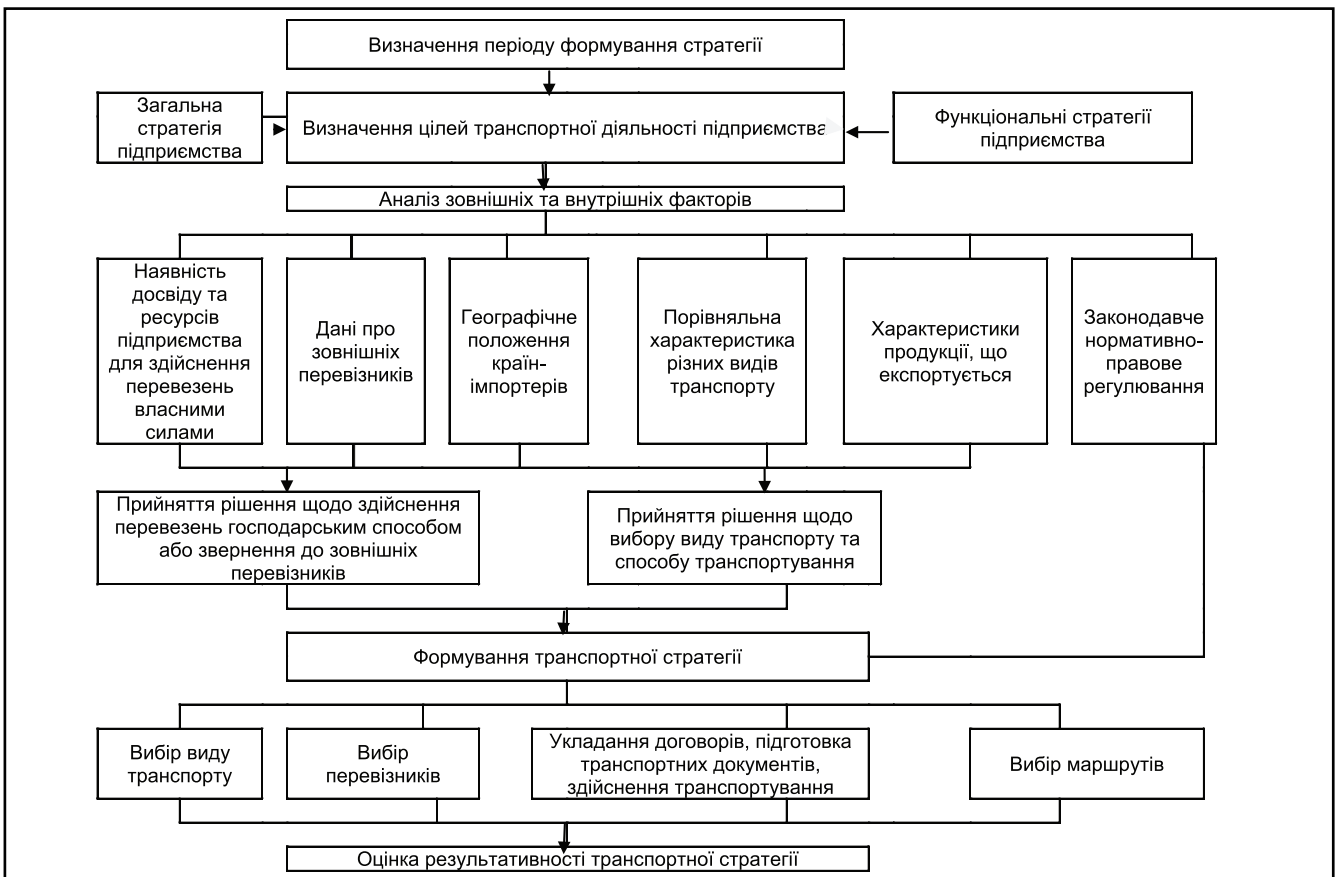 Визначення періоду формування стратегії
Загальна
стратегія
підприємства
Визначення цілей транспортної діяльності підприємства
Функціональні стратегії
підприємства
Аналіз зовнішніх та внутрішніх факторів
Наявність
досвіду та
ресурсів
підприємства
для здійснення
перевезень
власними
силами
Дані про
зовнішніх
перевізників
Географічне
положення
країн-
імпортерів
Порівняльна
характеристика
різних видів
транспорту
Характеристики
продукції, що
експортується
Законодавче
нормативно-
правове
регулювання
Прийняття рішення щодо здійснення
перевезень господарським способом
або звернення до зовнішніх
перевізників
Прийняття рішення щодо
вибору виду транспорту та
способу транспортування
Формування транспортної стратегії
Вибір виду
транспорту
Вибір
перевізників
Укладання договорів, підготовка
транспортних документів,
здійснення транспортування
Вибір маршрутів
Оцінка результативності транспортної стратегії